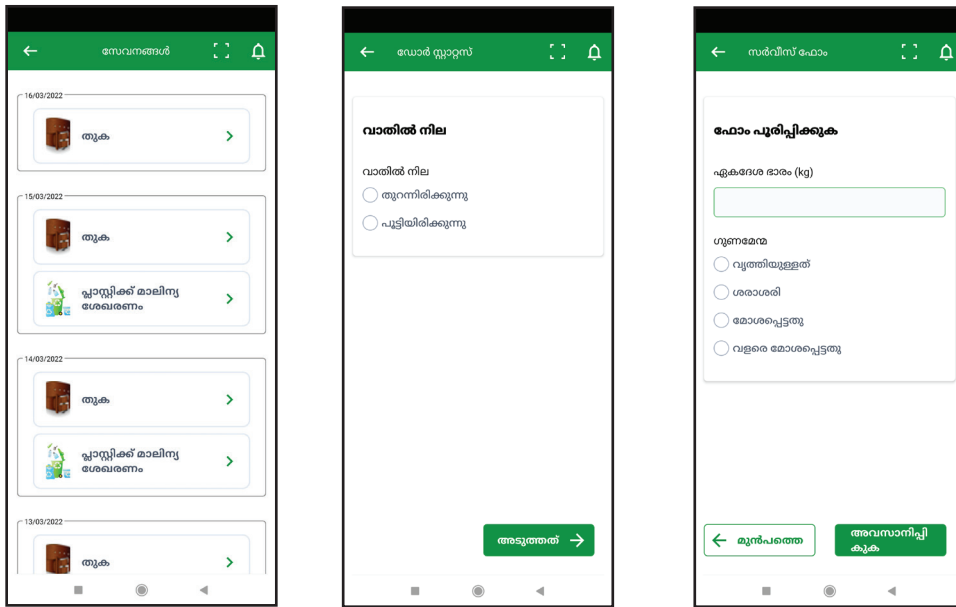 സേവനങ്ങൾ
16/03/2022
തുക
15/03/2022
തുക
പ്ലാസ്റ്റിക്ക് മാലിന്യ
ശേഖരണം
14/03/2022
തുക
പ്ലാസ്റ്റിക്ക് മാലിന്യ
ശേഖരണം
13/03/2022
തുക
ഡോർ സ്റ്റാറ്റസ്
വാതിൽ നില
വാതിൽ നില
തുറന്നിരിക്കുന്നു
പൂട്ടിയിരിക്കുന്നു
അടുത്തത്
സർവീസ് ഫോം
ഫോം പൂരിപ്പിക്കുക
ഏകദേശ ഭാരം (kg)
ഗുണമേന്മ
വൃത്തിയുള്ളത്
ശരാശരി
മോശപ്പെട്ടതു
വളരെ മോശപ്പെട്ടതു
മുൻപത്തെ
അവസാനിപ്പി
കുക